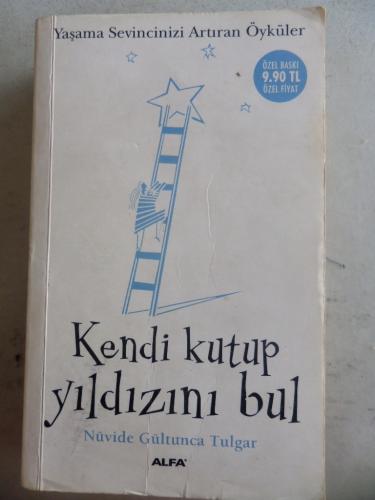 Yaşama Sevincinizi Artıran Öyküler
ÖZEL BASKI
9.90 TL
ÖZEL FİYAT
Kendi kutup
yıldızını bul
Nüvide Gültunca Tulgar
ALFA